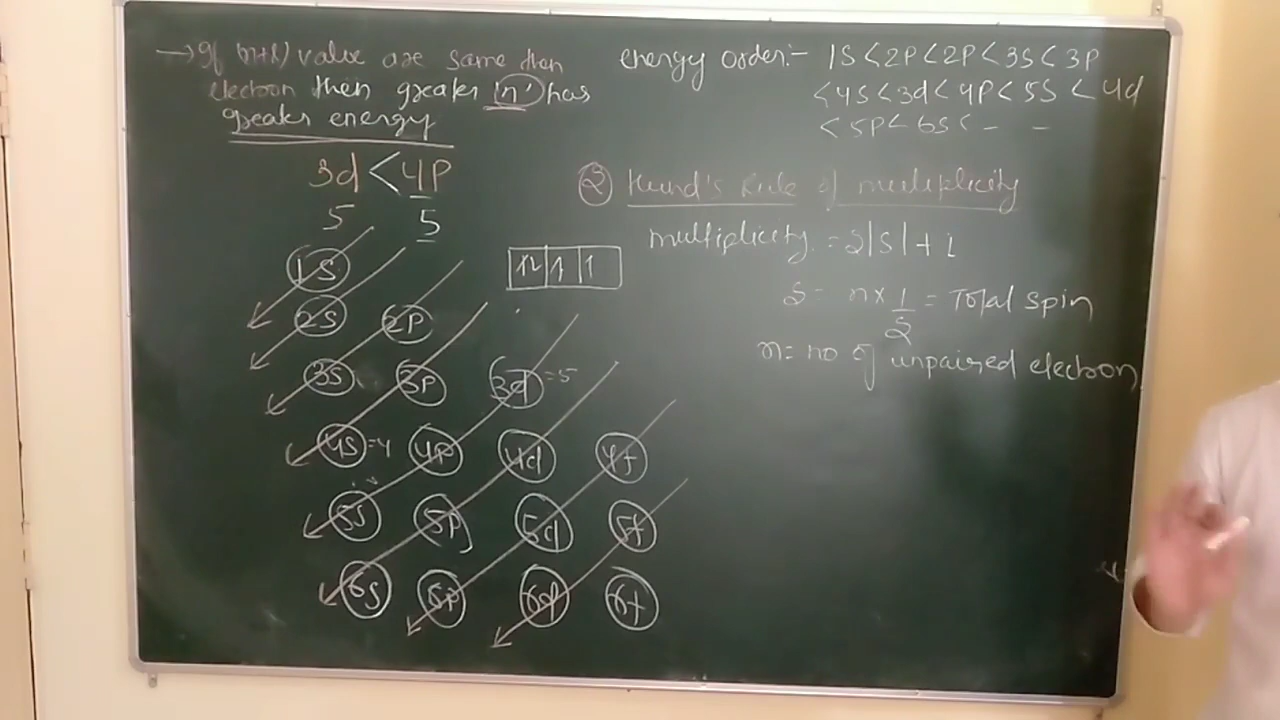 → If (n+l) value are same then
electron then greater 'n' has
greater energy
3d < 4P
5 5
1S
2S 2P
3S 3P 3d =5
4S =4 4P 4d 4f
5S 5P 5d 5f
6S 6P 6d 6f
energy order:- 1S < 2P < 2P < 3S < 3P
< 4S < 3d < 4P < 5S < 4d
< 5P < 6S < - -
② Hund's Rule of multiplicity
multiplicity = 2|S| + 1
S = n × 1/2 = Total spin
n = no of unpaired electron
↑↓ ↑ ↑